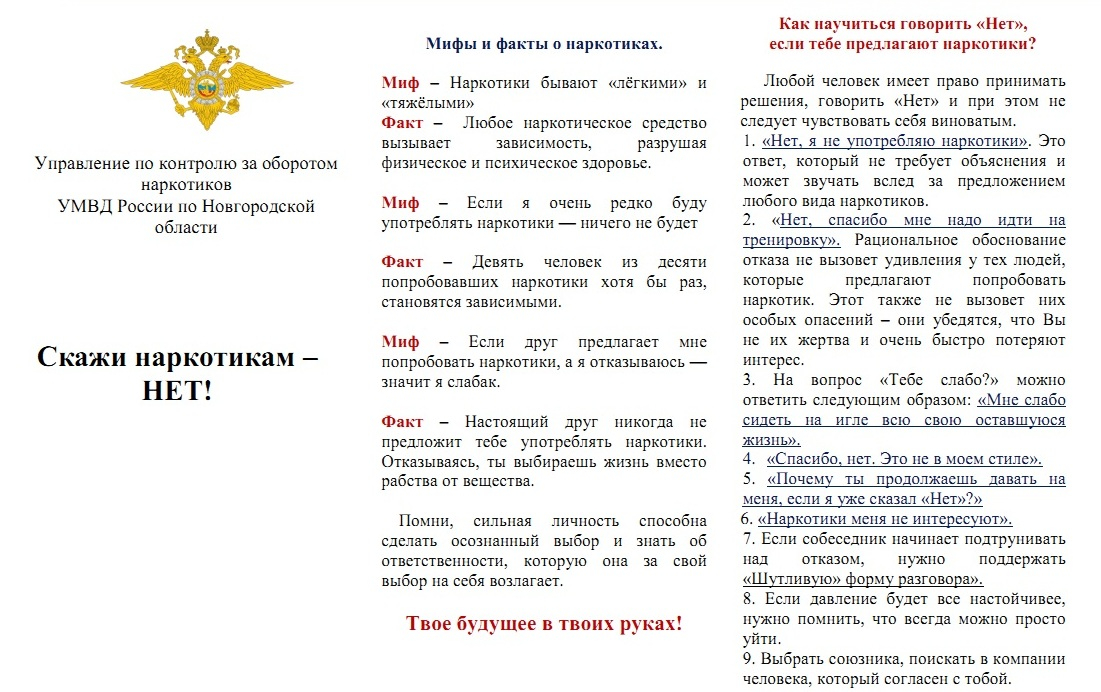 Управление по контролю за оборотом
наркотиков
УМВД России по Новгородской
области
Скажи наркотикам –
НЕТ!
Мифы и факты о наркотиках.
Миф – Наркотики бывают «лёгкими» и
«тяжёлыми»
Факт – Любое наркотическое средство
вызывает зависимость, разрушая
физическое и психическое здоровье.
Миф – Если я очень редко буду
употреблять наркотики — ничего не будет
Факт – Девять человек из десяти
попробовавших наркотики хотя бы раз,
становятся зависимыми.
Миф – Если друг предлагает мне
попробовать наркотики, а я отказываюсь —
значит я слабак.
Факт – Настоящий друг никогда не
предложит тебе употреблять наркотики.
Отказываясь, ты выбираешь жизнь вместо
рабства от вещества.
Помни, сильная личность способна
сделать осознанный выбор и знать об
ответственности, которую она за свой
выбор на себя возлагает.
Твое будущее в твоих руках!
Как научиться говорить «Нет»,
если тебе предлагают наркотики?
Любой человек имеет право принимать
решения, говорить «Нет» и при этом не
следует чувствовать себя виноватым.
1. «Нет, я не употребляю наркотики». Это
ответ, который не требует объяснения и
может звучать вслед за предложением
любого вида наркотиков.
2. «Нет, спасибо мне надо идти на
тренировку». Рациональное обоснование
отказа не вызовет удивления у тех людей,
которые предлагают попробовать
наркотик. Этот также не вызовет них
особых опасений – они убедятся, что Вы
не их жертва и очень быстро потеряют
интерес.
3. На вопрос «Тебе слабо?» можно
ответить следующим образом: «Мне слабо
сидеть на игле всю свою оставшуюся
жизнь».
4. «Спасибо, нет. Это не в моем стиле».
5. «Почему ты продолжаешь давать на
меня, если я уже сказал «Нет»?»
6. «Наркотики меня не интересуют».
7. Если собеседник начинает подтрунивать
над отказом, нужно поддержать
«Шутливую» форму разговора».
8. Если давление будет все настойчивее,
нужно помнить, что всегда можно просто
уйти.
9. Выбрать союзника, поискать в компании
человека, который согласен с тобой.